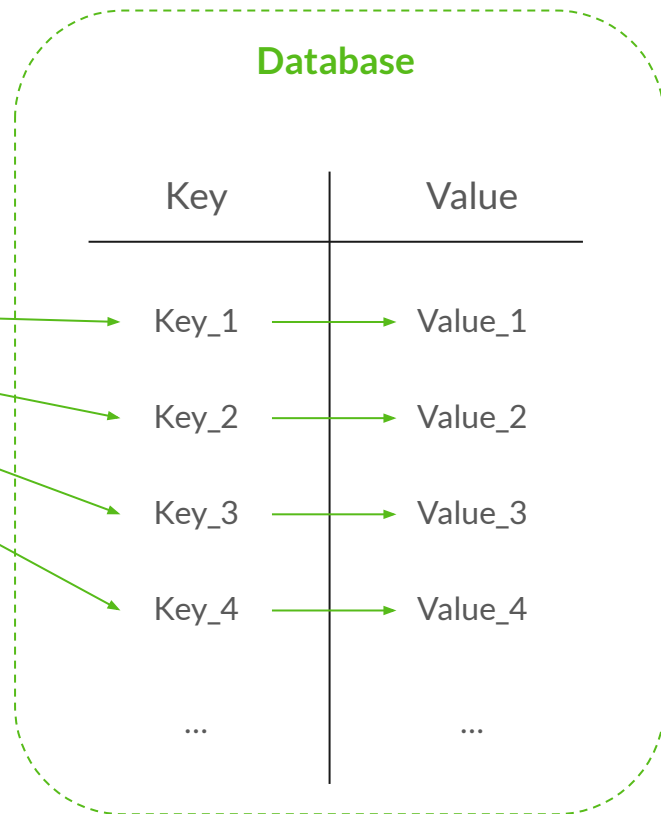 Database
Key Value
Key_1 Value_1
Key_2 Value_2
Key_3 Value_3
Key_4 Value_4
... ...